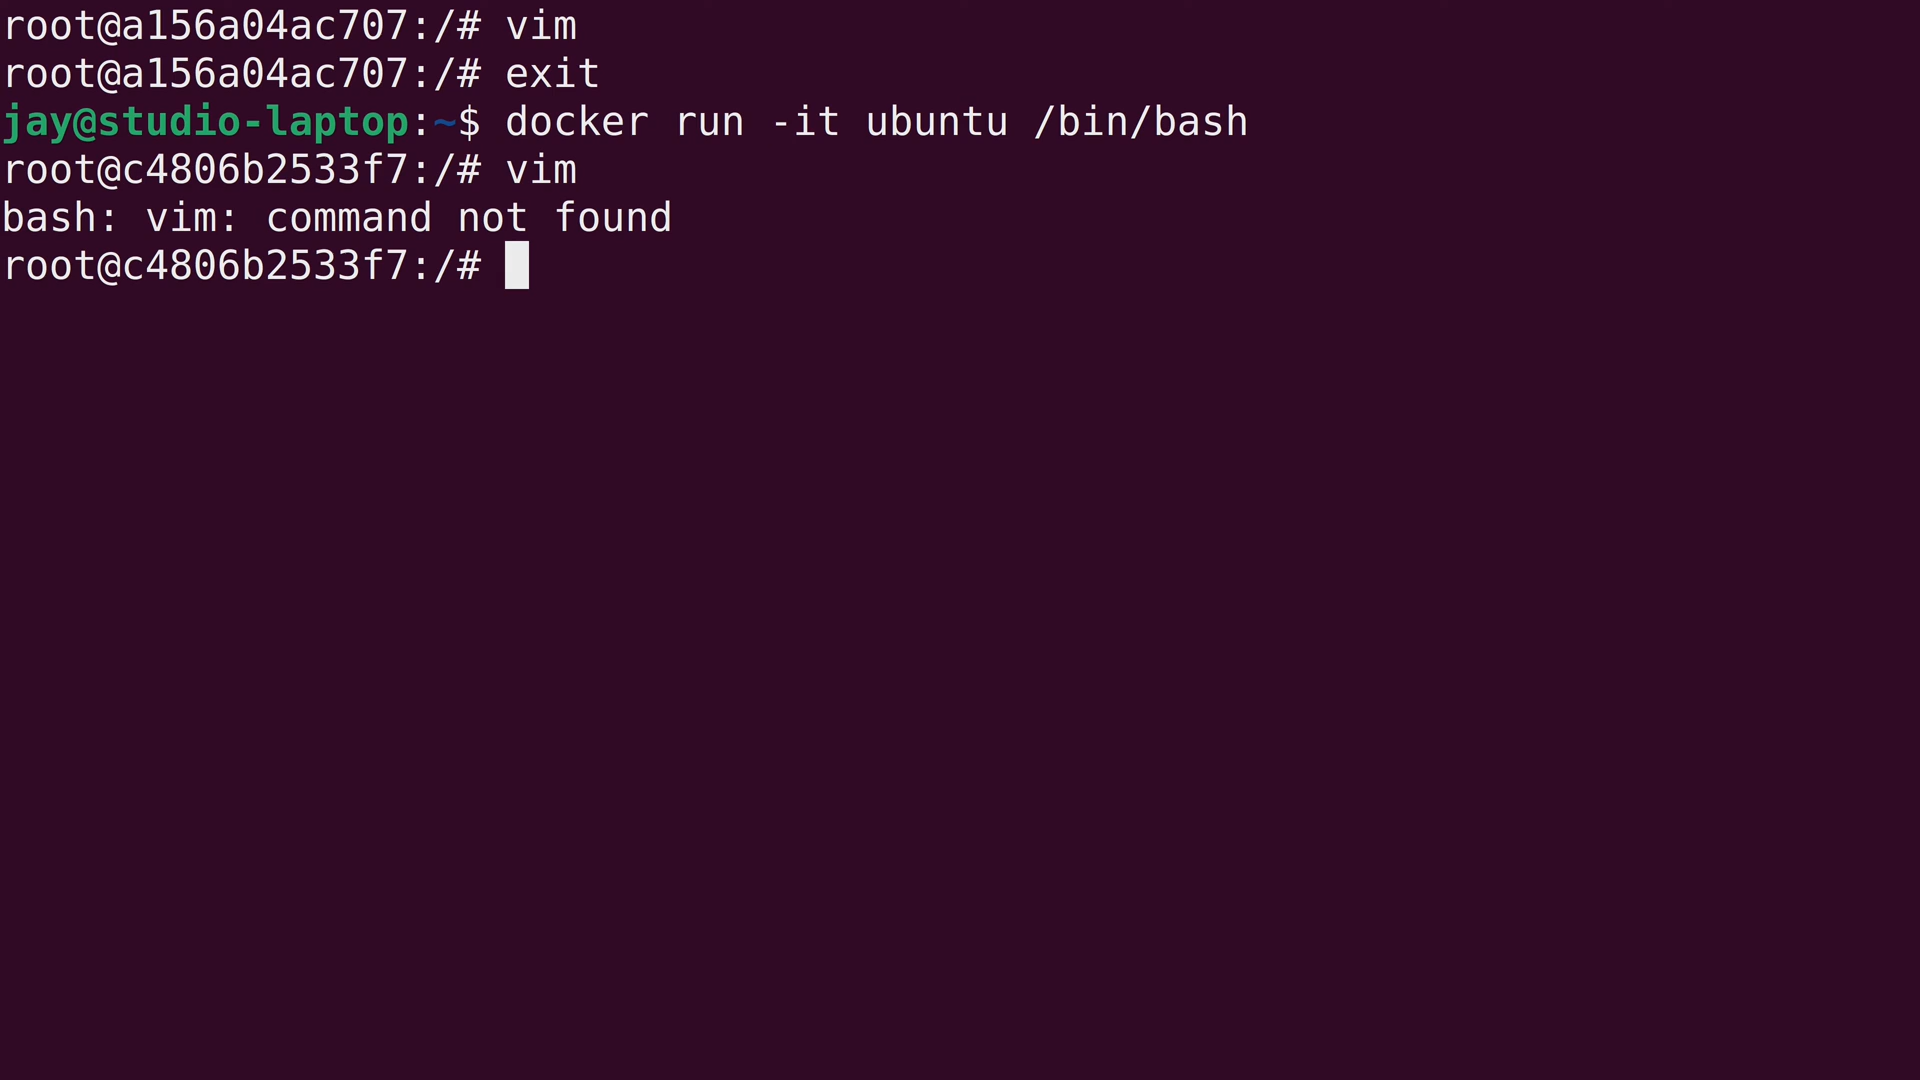 root@a156a04ac707:/# vim
root@a156a04ac707:/# exit
jay@studio-laptop:~$ docker run -it ubuntu /bin/bash
root@c4806b2533f7:/# vim
bash: vim: command not found
root@c4806b2533f7:/#